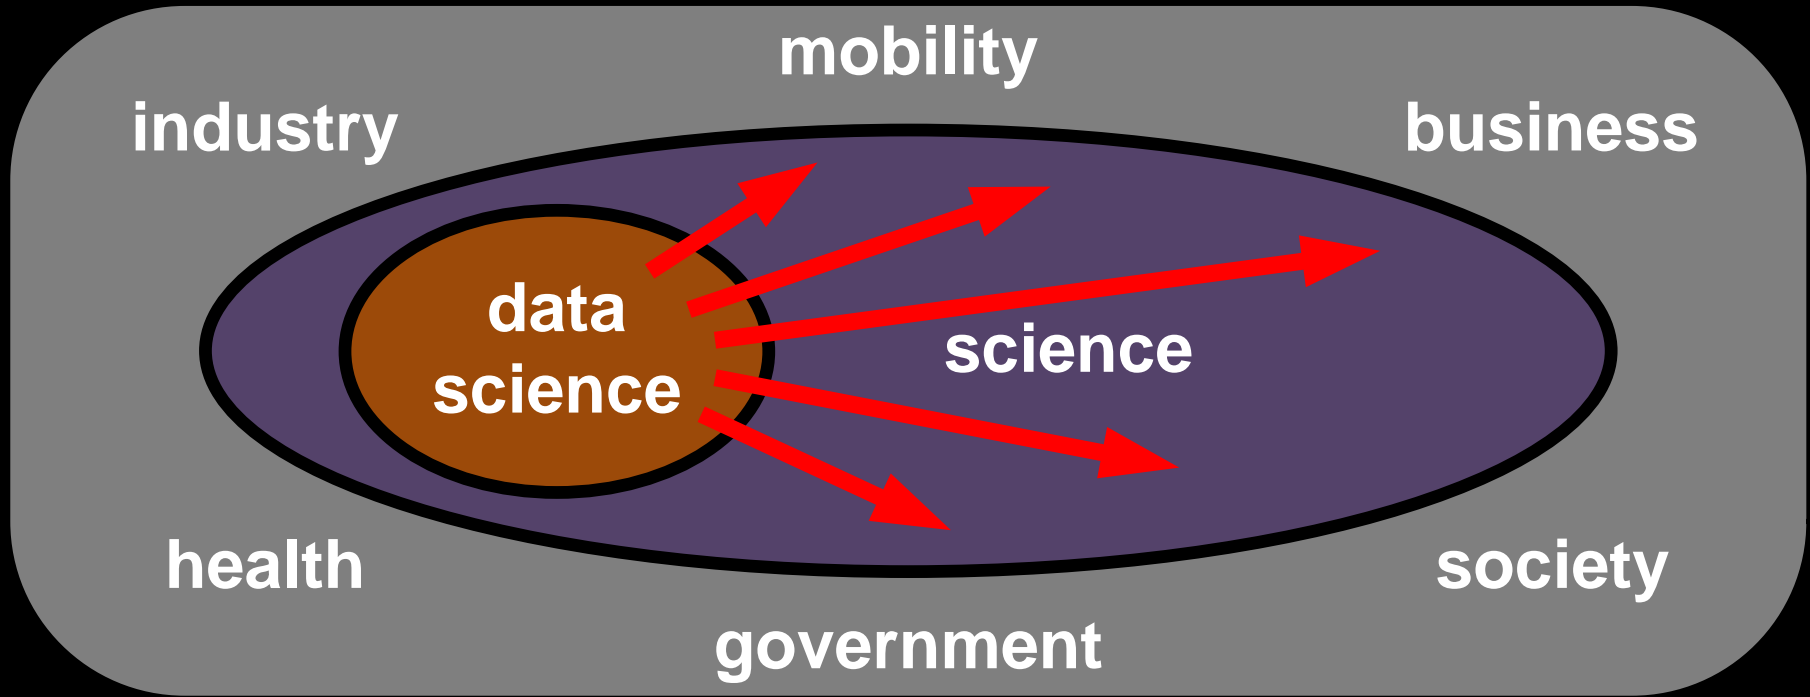 mobility
industry
business
data
science
science
health
society
government